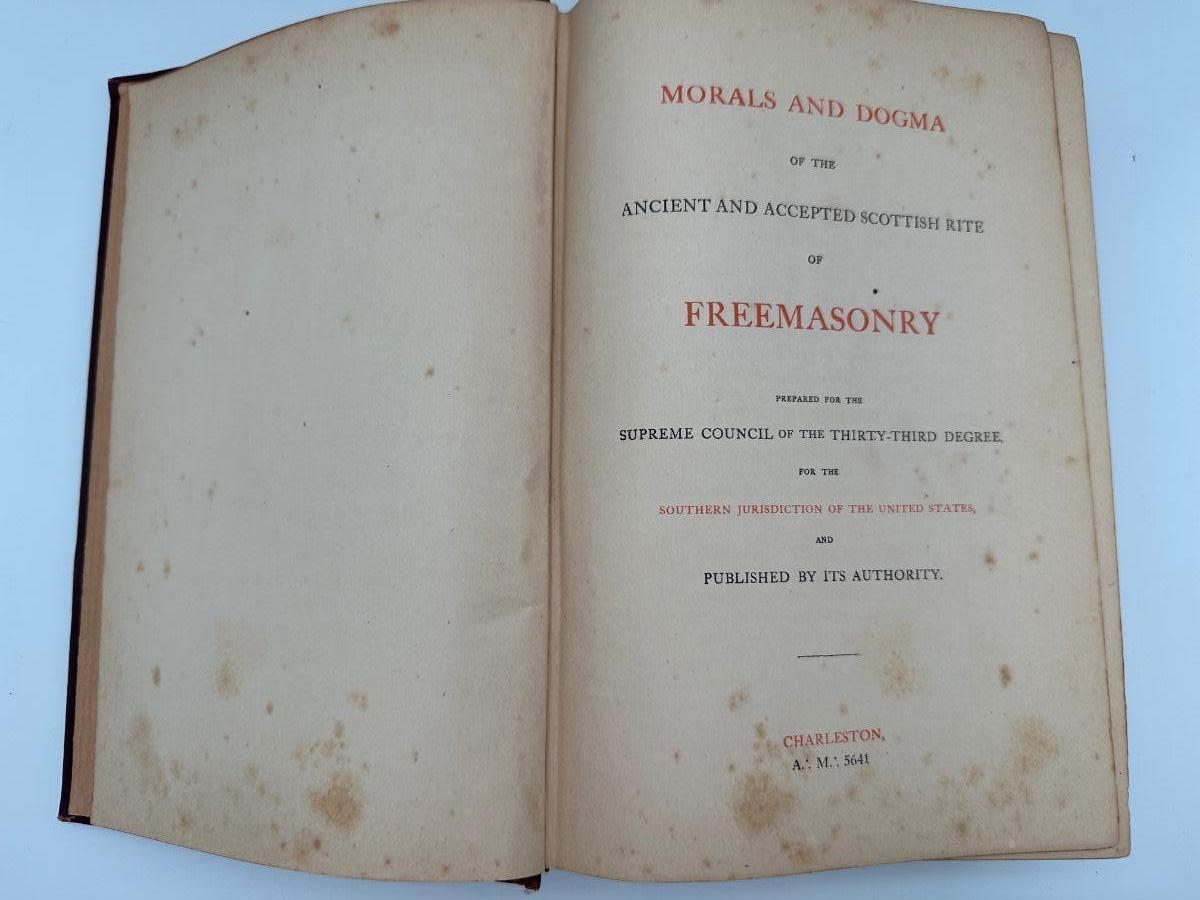 MORALS AND DOGMA
OF THE
ANCIENT AND ACCEPTED SCOTTISH RITE
OF
FREEMASONRY
PREPARED FOR THE
SUPREME COUNCIL OF THE THIRTY-THIRD DEGREE,
FOR THE
SOUTHERN JURISDICTION OF THE UNITED STATES,
AND
PUBLISHED BY ITS AUTHORITY.
CHARLESTON,
A∴ M∴ 5641